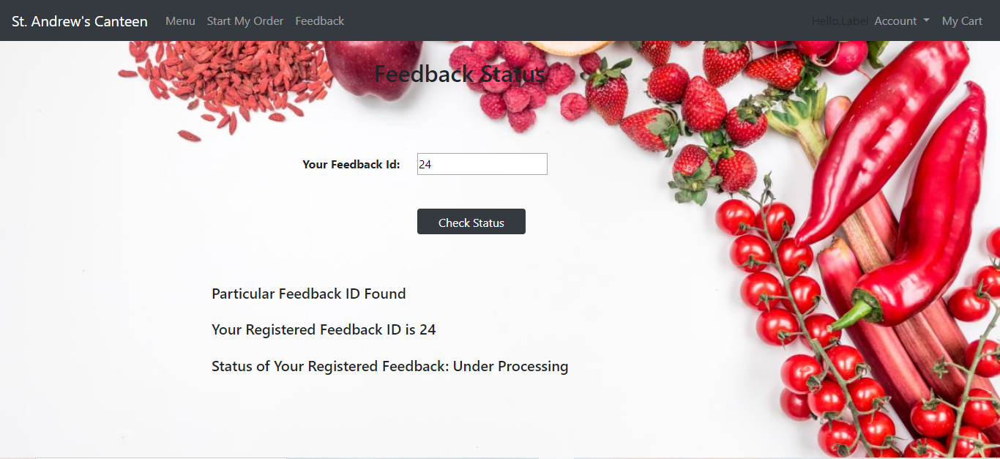 St. Andrew's Canteen Menu Start My Order Feedback Hello,Label Account My Cart
Feedback Status
Your Feedback Id: 24
Check Status
Particular Feedback ID Found
Your Registered Feedback ID is 24
Status of Your Registered Feedback: Under Processing